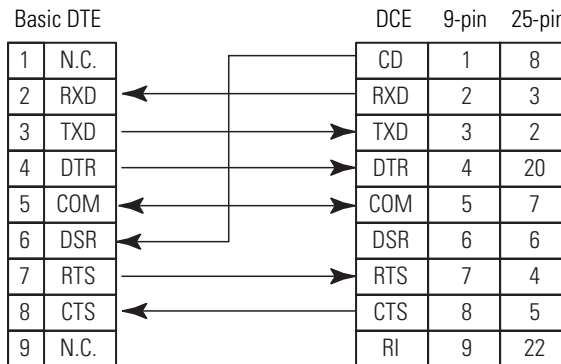 Basic DTE DCE 9-pin 25-pin
1 N.C. CD 1 8
2 RXD RXD 2 3
3 TXD TXD 3 2
4 DTR DTR 4 20
5 COM COM 5 7
6 DSR DSR 6 6
7 RTS RTS 7 4
8 CTS CTS 8 5
9 N.C. RI 9 22